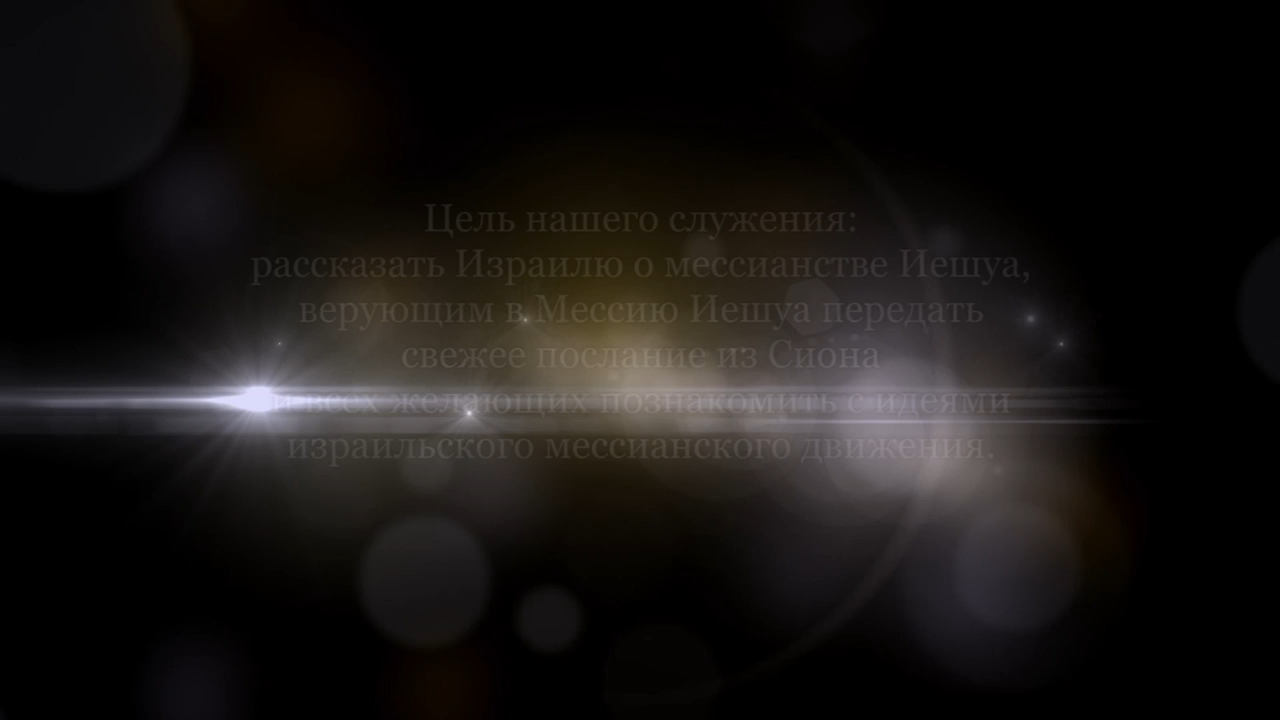 Цель нашего служения:
рассказать Израилю о мессианстве Иешуа,
верующим в Мессию Иешуа передать
свежее послание из Сиона
и всех желающих познакомить с идеями
израильского мессианского движения.